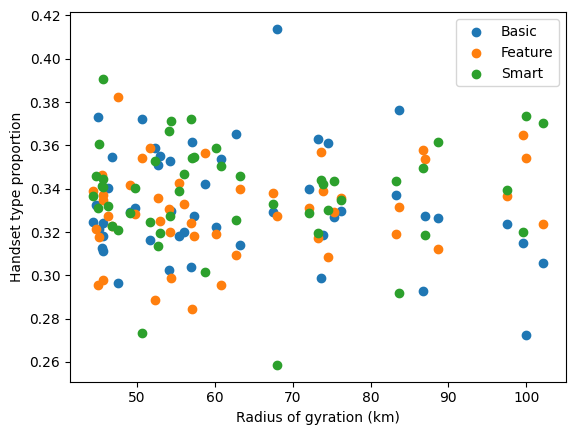 0.42
0.40
0.38
0.36
0.34
0.32
0.30
0.28
0.26
Handset type proportion
Basic
Feature
Smart
50 60 70 80 90 100
Radius of gyration (km)